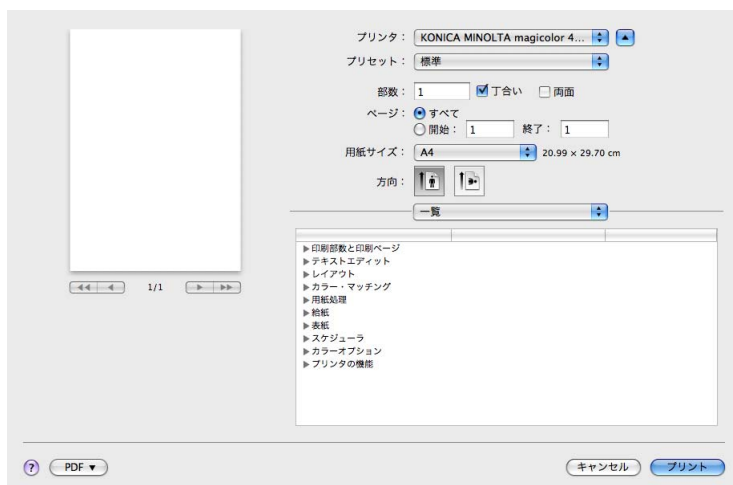 プリンタ： KONICA MINOLTA magicolor 4...
プリセット： 標準
部数： 1 丁合い 両面
ページ： すべて
開始： 1 終了： 1
用紙サイズ： A4 20.99 × 29.70 cm
方向：
一覧
1/1
▶印刷部数と印刷ページ
▶テキストエディット
▶レイアウト
▶カラー・マッチング
▶用紙処理
▶給紙
▶表紙
▶スケジューラ
▶カラーオプション
▶プリンタの機能
? PDF ▼ キャンセル プリント